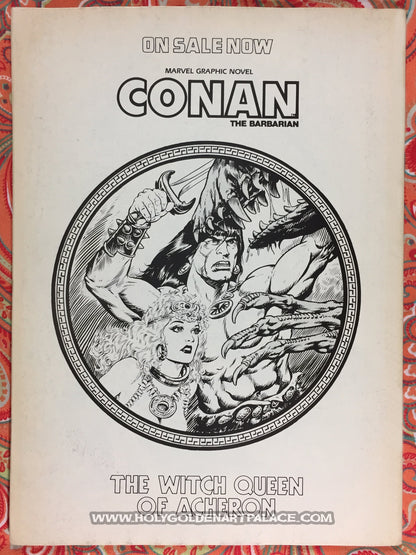 ON SALE NOW
MARVEL GRAPHIC NOVEL
CONAN
THE BARBARIAN
THE WITCH QUEEN
OF ACHERON
WWW.HOLYGOLDENARTPALACE.COM